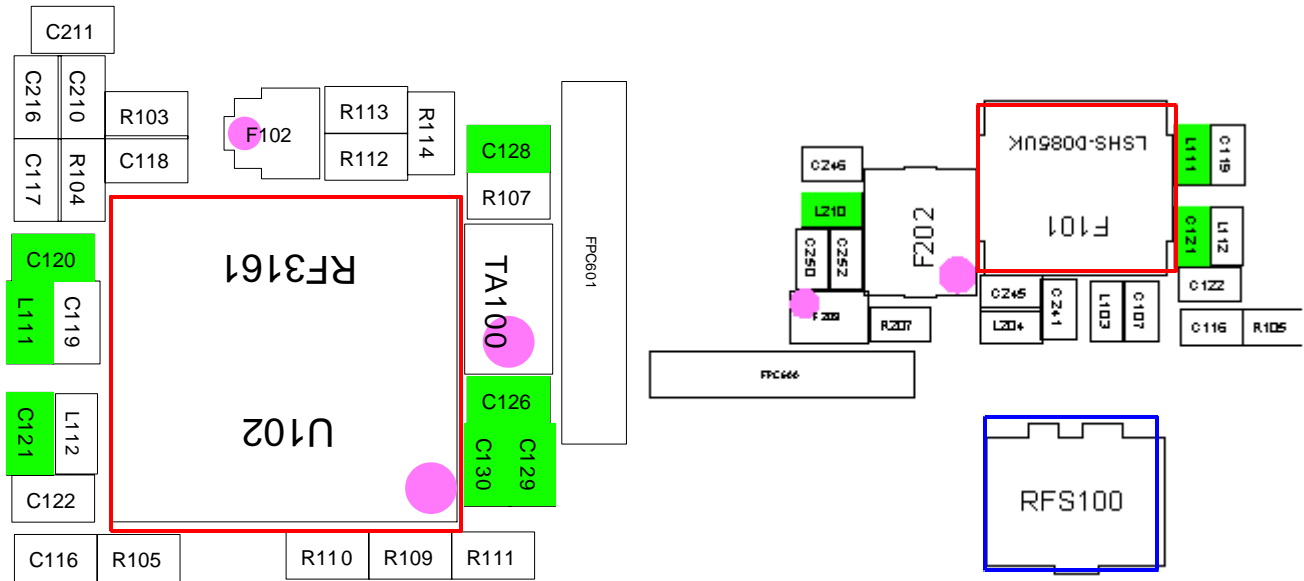 C211
C216
C210
R103
F102
R113
R114
C117
R104
C118
R112
C128
R107
FPC601
RF3161
TA100
C120
L111
C119
U102
C121
L112
C122
C126
C130
C129
C116
R105
R110
R109
R111
LSHS-D085UK
F101
L111
C119
C246
L210
F202
C121
L112
C250
C252
C122
R207
C245
L204
C241
L103
C107
C116
R105
RFS100